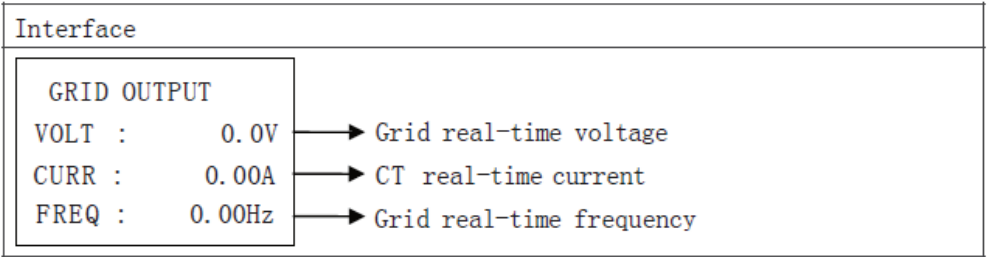 Interface
GRID OUTPUT
VOLT : 0.0V Grid real-time voltage
CURR : 0.00A CT real-time current
FREQ : 0.00Hz Grid real-time frequency